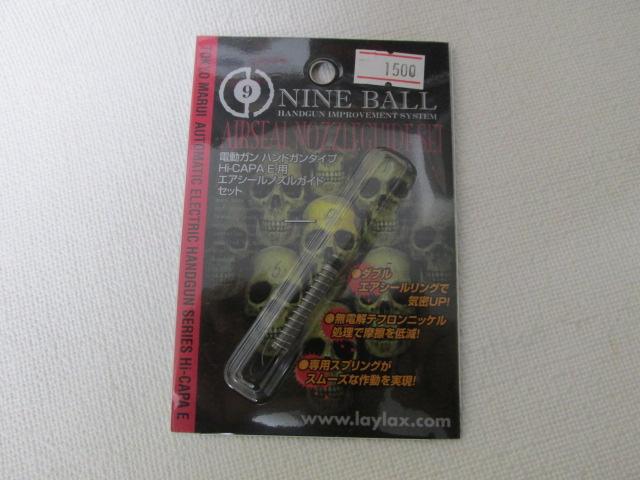 1500
9
NINE BALL
HANDGUN IMPROVEMENT SYSTEM
AIRSEAL NOZZLEGUIDE SET
電動ガン ハンドガンタイプ
Hi-CAPA E 用
エアシールノズルガイド
セット
●ダブル
エアシールリングで
気密UP!
●無電解テフロンニッケル
処理で摩擦を低減!
●専用スプリングが
スムーズな作動を実現!
www.laylax.com
TOKYO MARUI AUTOMATIC ELECTRIC HANDGUN SERIES Hi-CAPA E